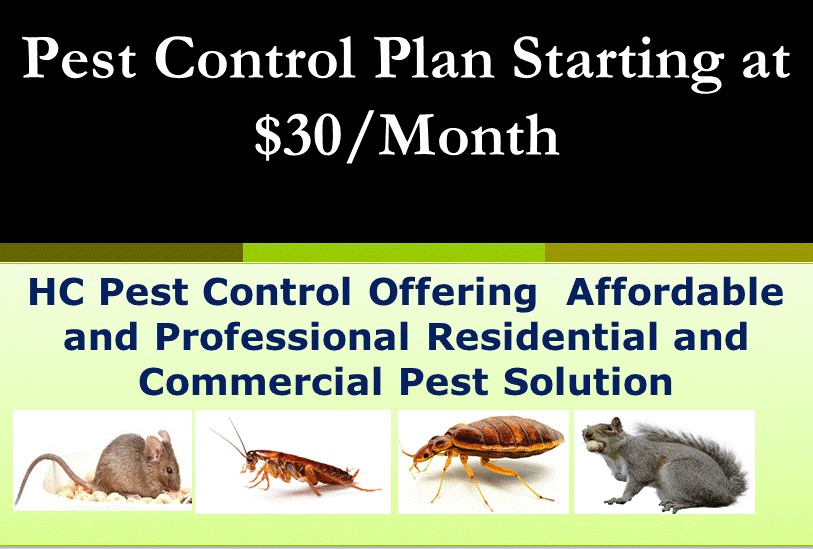 Pest Control Plan Starting at
$30/Month
HC Pest Control Offering  Affordable
and Professional Residential and
Commercial Pest Solution